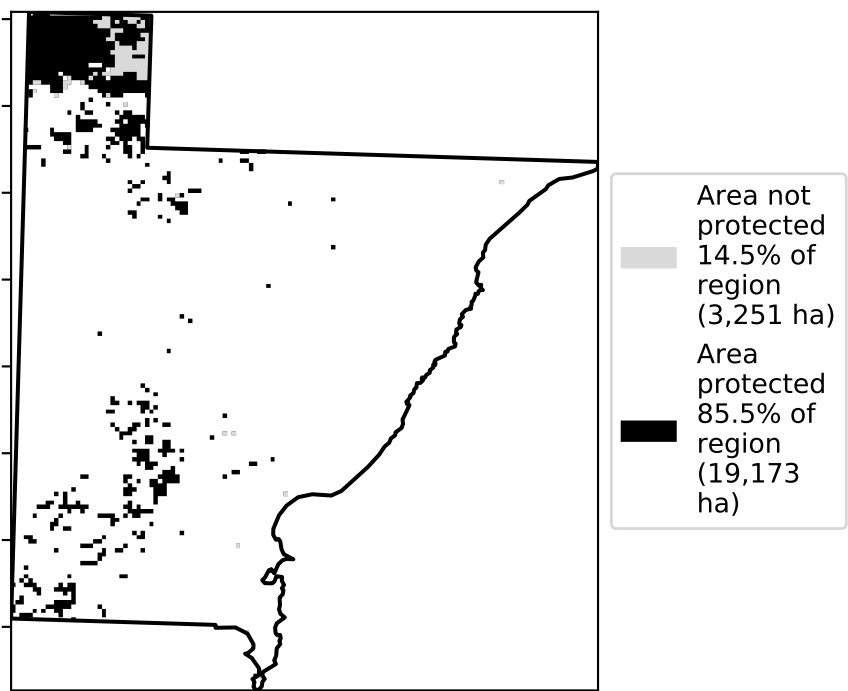 Area not
protected
14.5% of
region
(3,251 ha)
Area
protected
85.5% of
region
(19,173
ha)